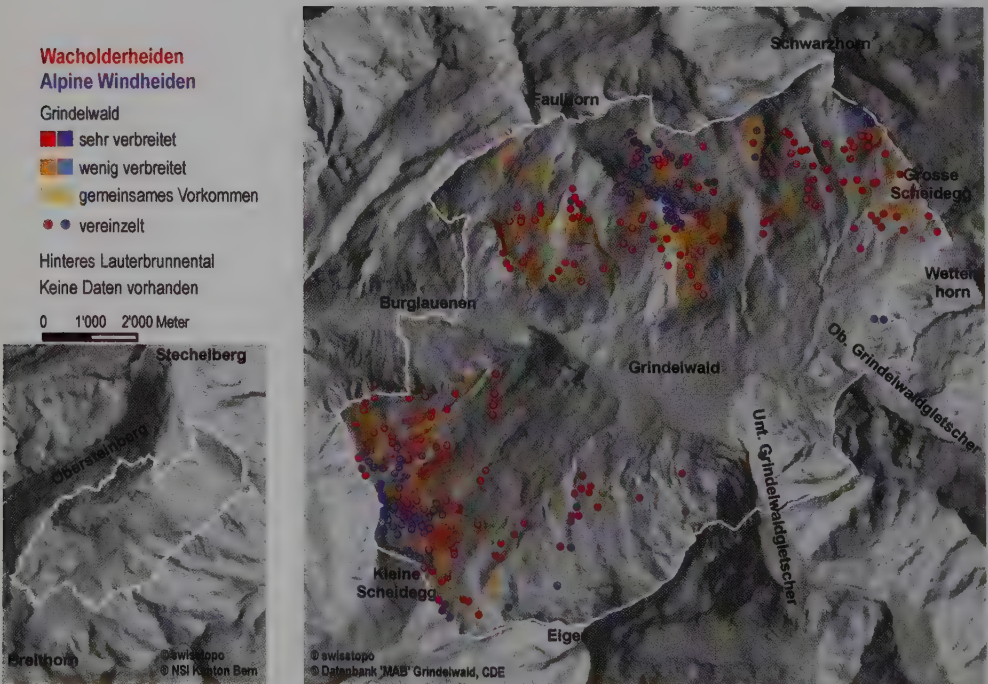 Wacholderheiden
Alpine Windheiden
Grindelwald
sehr verbreitet
wenig verbreitet
gemeinsames Vorkommen
vereinzelt
Hinteres Lauterbrunnental
Keine Daten vorhanden
0 1'000 2'000 Meter
Stechelberg
Obersteinberg
Breithorn
© swisstopo
© NSI Kanton Bern
Schwarzhorn
Faulhorn
Grosse
Scheidegg
Wetter
horn
Burglauenen
Grindelwald
Ob. Grindelwaldgletscher
Unt. Grindelwaldgletscher
Kleine
Scheidegg
Eiger
© swisstopo
© Datenbank 'MAB' Grindelwald, CDE